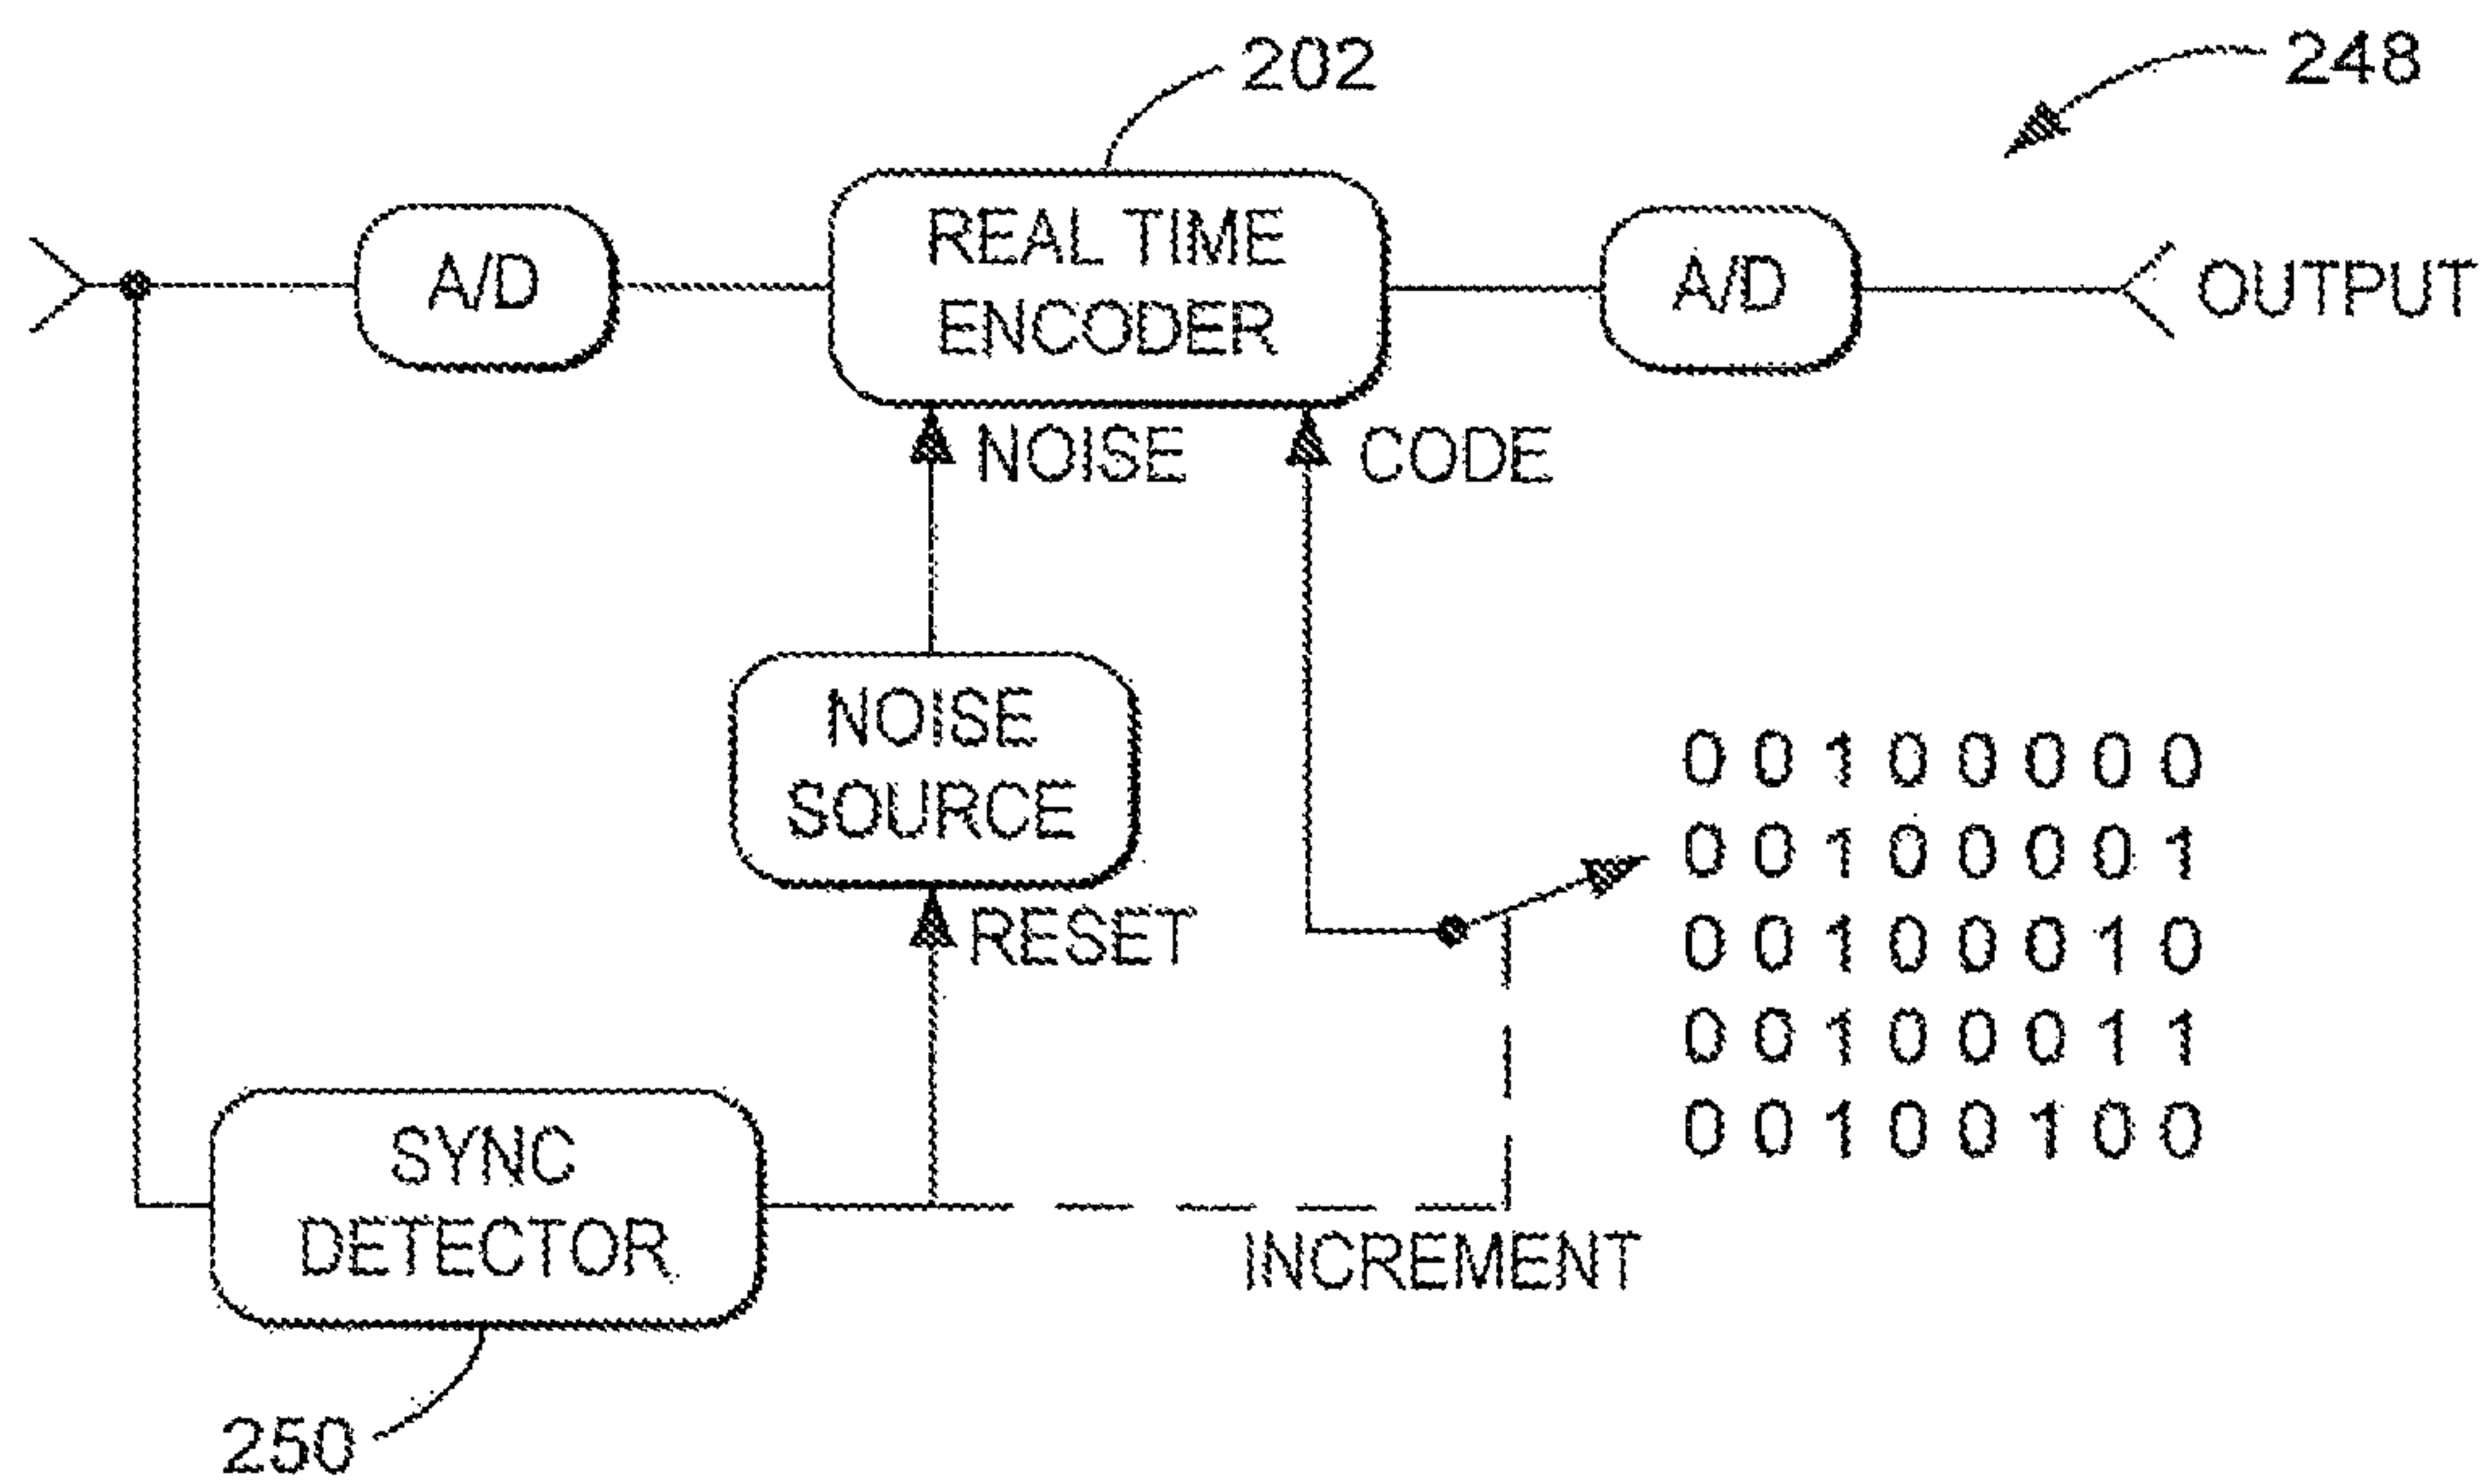 202
248
A/D
REAL TIME
ENCODER
A/D
OUTPUT
NOISE
CODE
NOISE
SOURCE
RESET
0 0 1 0 0 0 0 0
0 0 1 0 0 0 0 1
0 0 1 0 0 0 1 0
0 0 1 0 0 0 1 1
0 0 1 0 0 1 0 0
SYNC
DETECTOR
INCREMENT
250